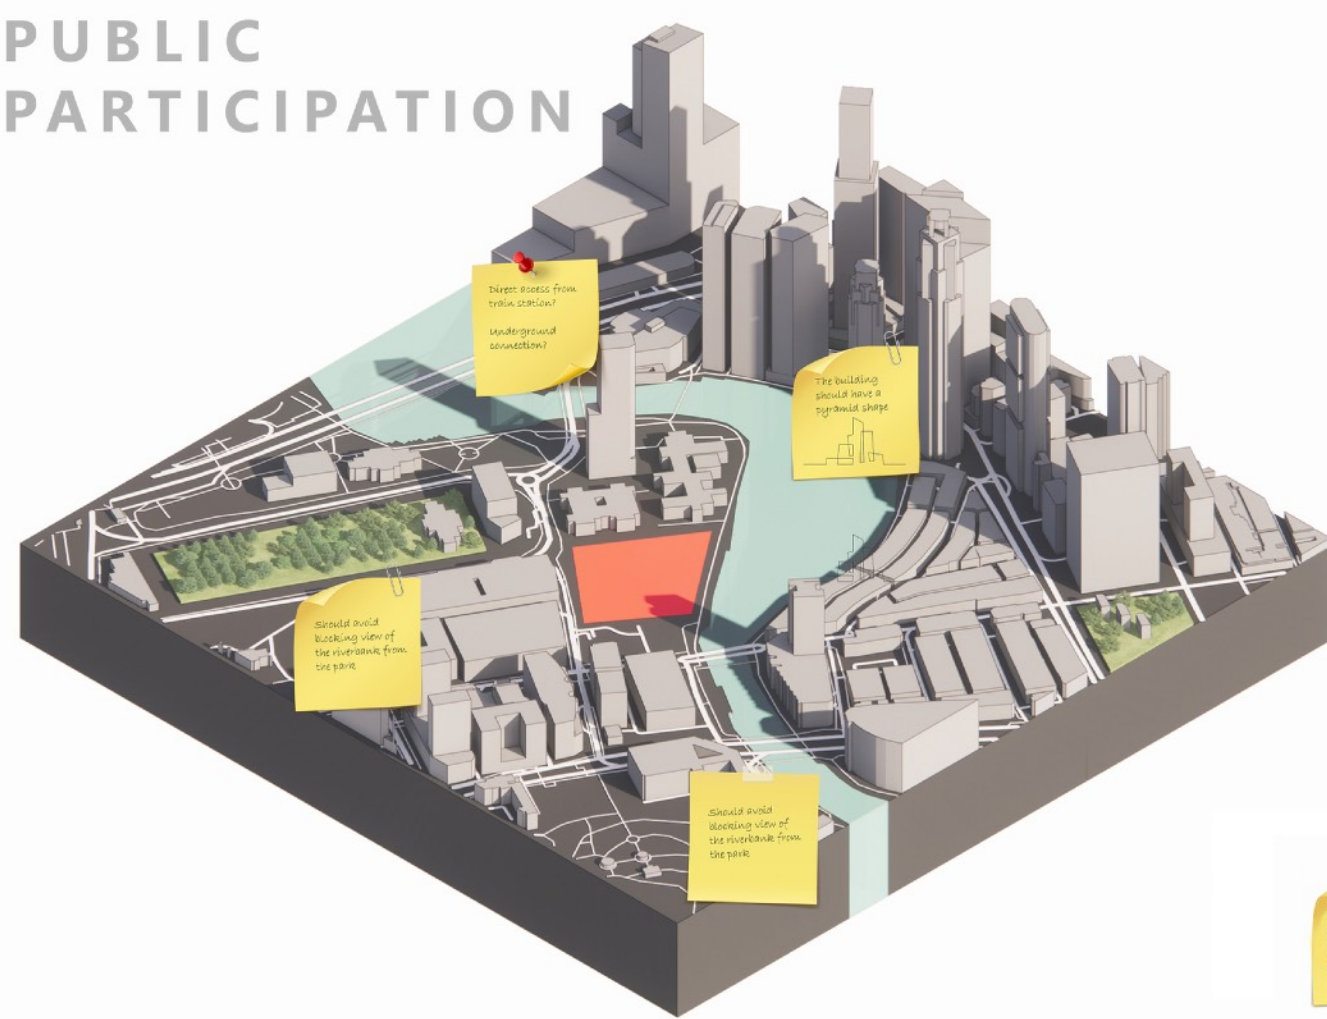 PUBLIC
PARTICIPATION
Direct access from
train station?
Underground
connection?
The building
should have a
pyramid shape
Should avoid
blocking view of
the riverbank from
the park
Should avoid
blocking view of
the riverbank from
the park